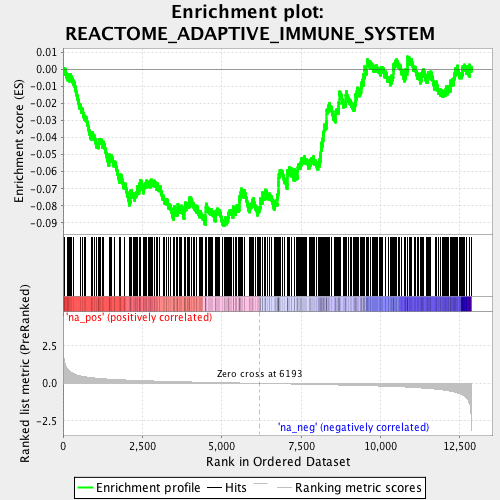 Enrichment plot:
REACTOME_ADAPTIVE_IMMUNE_SYSTEM
Enrichment score (ES)
0.01
0.00
-0.01
-0.02
-0.03
-0.04
-0.05
-0.06
-0.07
-0.08
-0.09
'na_pos' (positively correlated)
Ranked list metric (PreRanked)
2.5
0.0
-2.5
Zero cross at 6193
'na_neg' (negatively correlated)
0
2,500
5,000
7,500
10,000
12,500
Rank in Ordered Dataset
Enrichment profile
Hits
Ranking metric scores